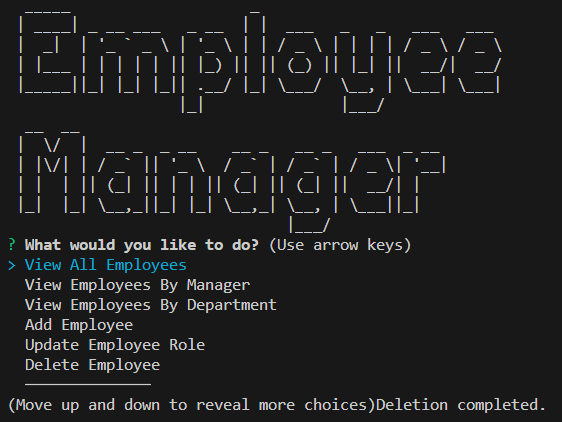 Employee
Manager
? What would you like to do? (Use arrow keys)
> View All Employees
View Employees By Manager
View Employees By Department
Add Employee
Update Employee Role
Delete Employee
(Move up and down to reveal more choices)Deletion completed.